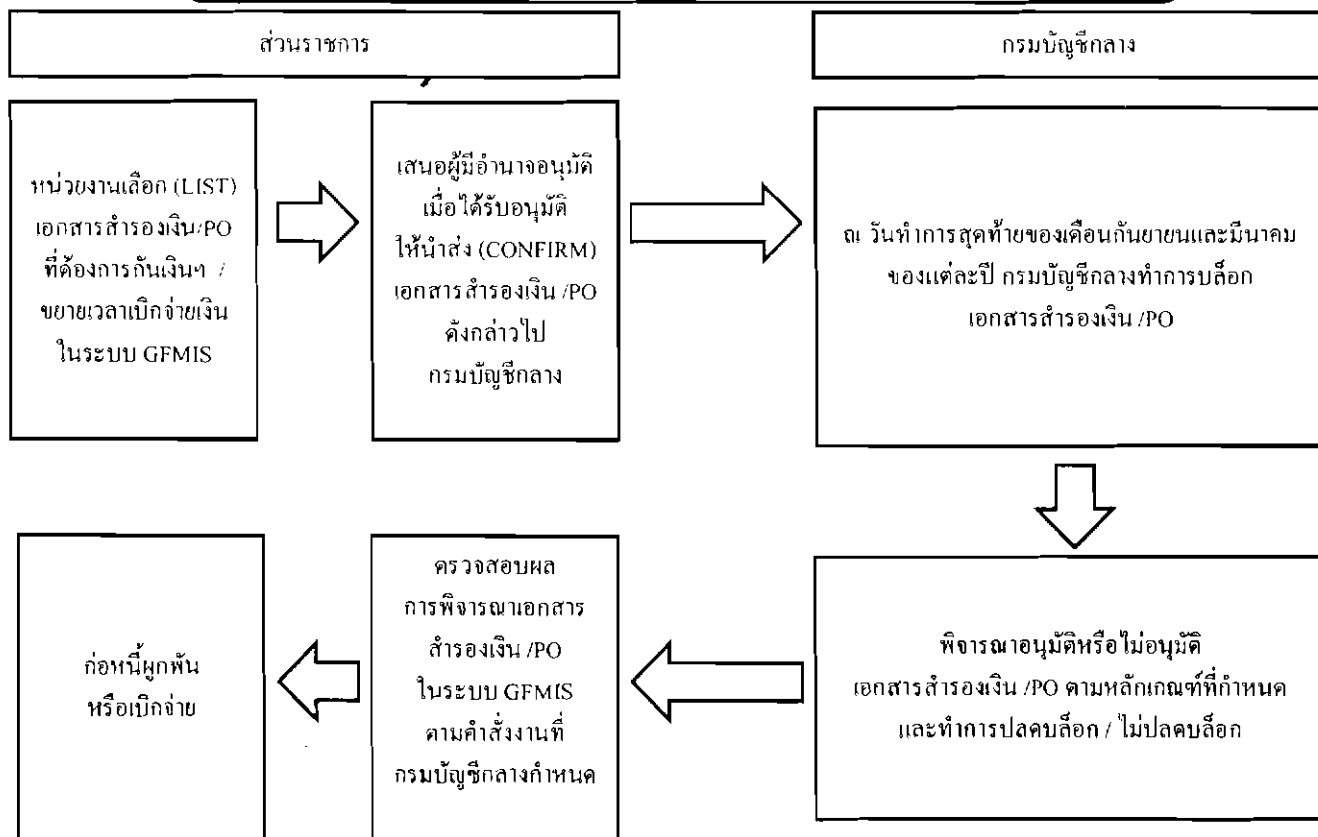 ส่วนราชการ
กรมบัญชีกลาง
หน่วยงานเลือก (LIST)
เอกสารสำรองเงิน/PO
ที่ต้องการกันเงินฯ /
ขยายเวลาเบิกจ่ายเงิน
ในระบบ GFMIS
เสนอผู้มีอำนาจอนุมัติ
เมื่อได้รับอนุมัติ
ให้นำส่ง (CONFIRM)
เอกสารสำรองเงิน /PO
ดังกล่าวไป
กรมบัญชีกลาง
ณ วันทำการสุดท้ายของเดือนกันยายนและมีนาคม
ของแต่ละปี กรมบัญชีกลางทำการบล็อก
เอกสารสำรองเงิน /PO
พิจารณาอนุมัติหรือไม่อนุมัติ
เอกสารสำรองเงิน /PO ตามหลักเกณฑ์ที่กำหนด
และทำการปลดบล็อก / ไม่ปลดบล็อก
ตรวจสอบผล
การพิจารณาเอกสาร
สำรองเงิน /PO
ในระบบ GFMIS
ตามคำสั่งงานที่
กรมบัญชีกลางกำหนด
ก่อหนี้ผูกพัน
หรือเบิกจ่าย